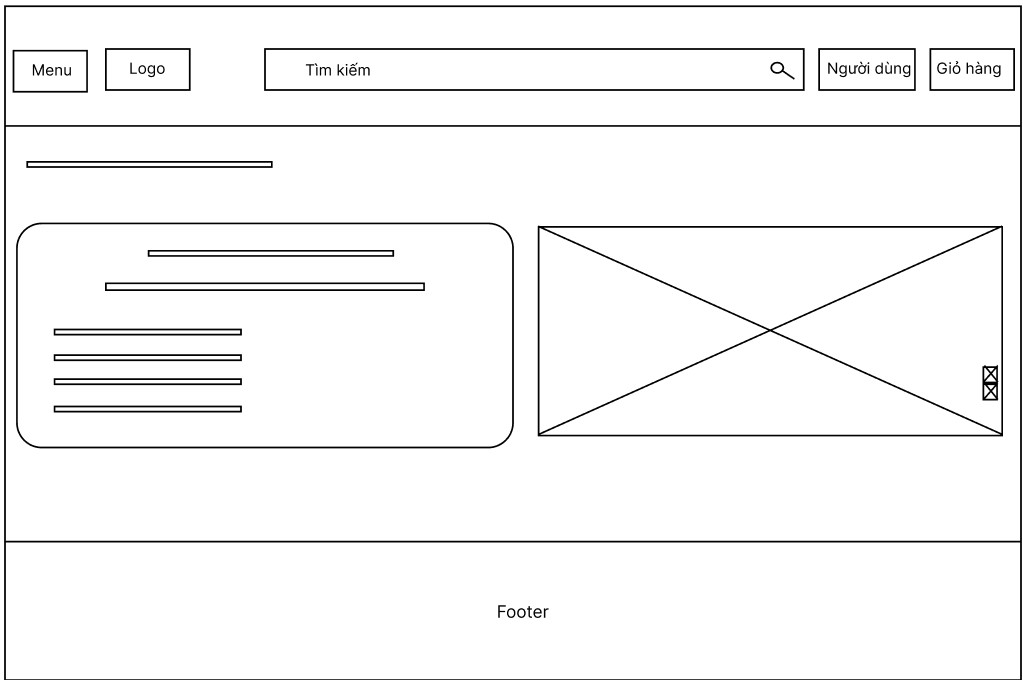 Menu
Logo
Tìm kiếm
Người dùng
Giỏ hàng
Footer